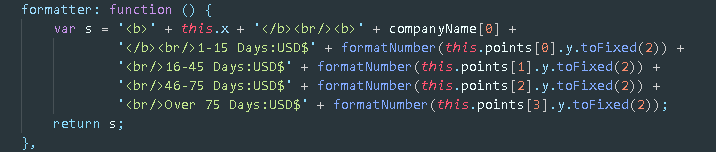 formatter: function () {
var s = '<b>' + this.x + '</b><br/><b>' + companyName[0] +
'</b><br/>1-15 Days:USD$' + formatNumber(this.points[0].y.toFixed(2)) +
'<br/>16-45 Days:USD$' + formatNumber(this.points[1].y.toFixed(2)) +
'<br/>46-75 Days:USD$' + formatNumber(this.points[2].y.toFixed(2)) +
'<br/>Over 75 Days:USD$' + formatNumber(this.points[3].y.toFixed(2));
return s;
},